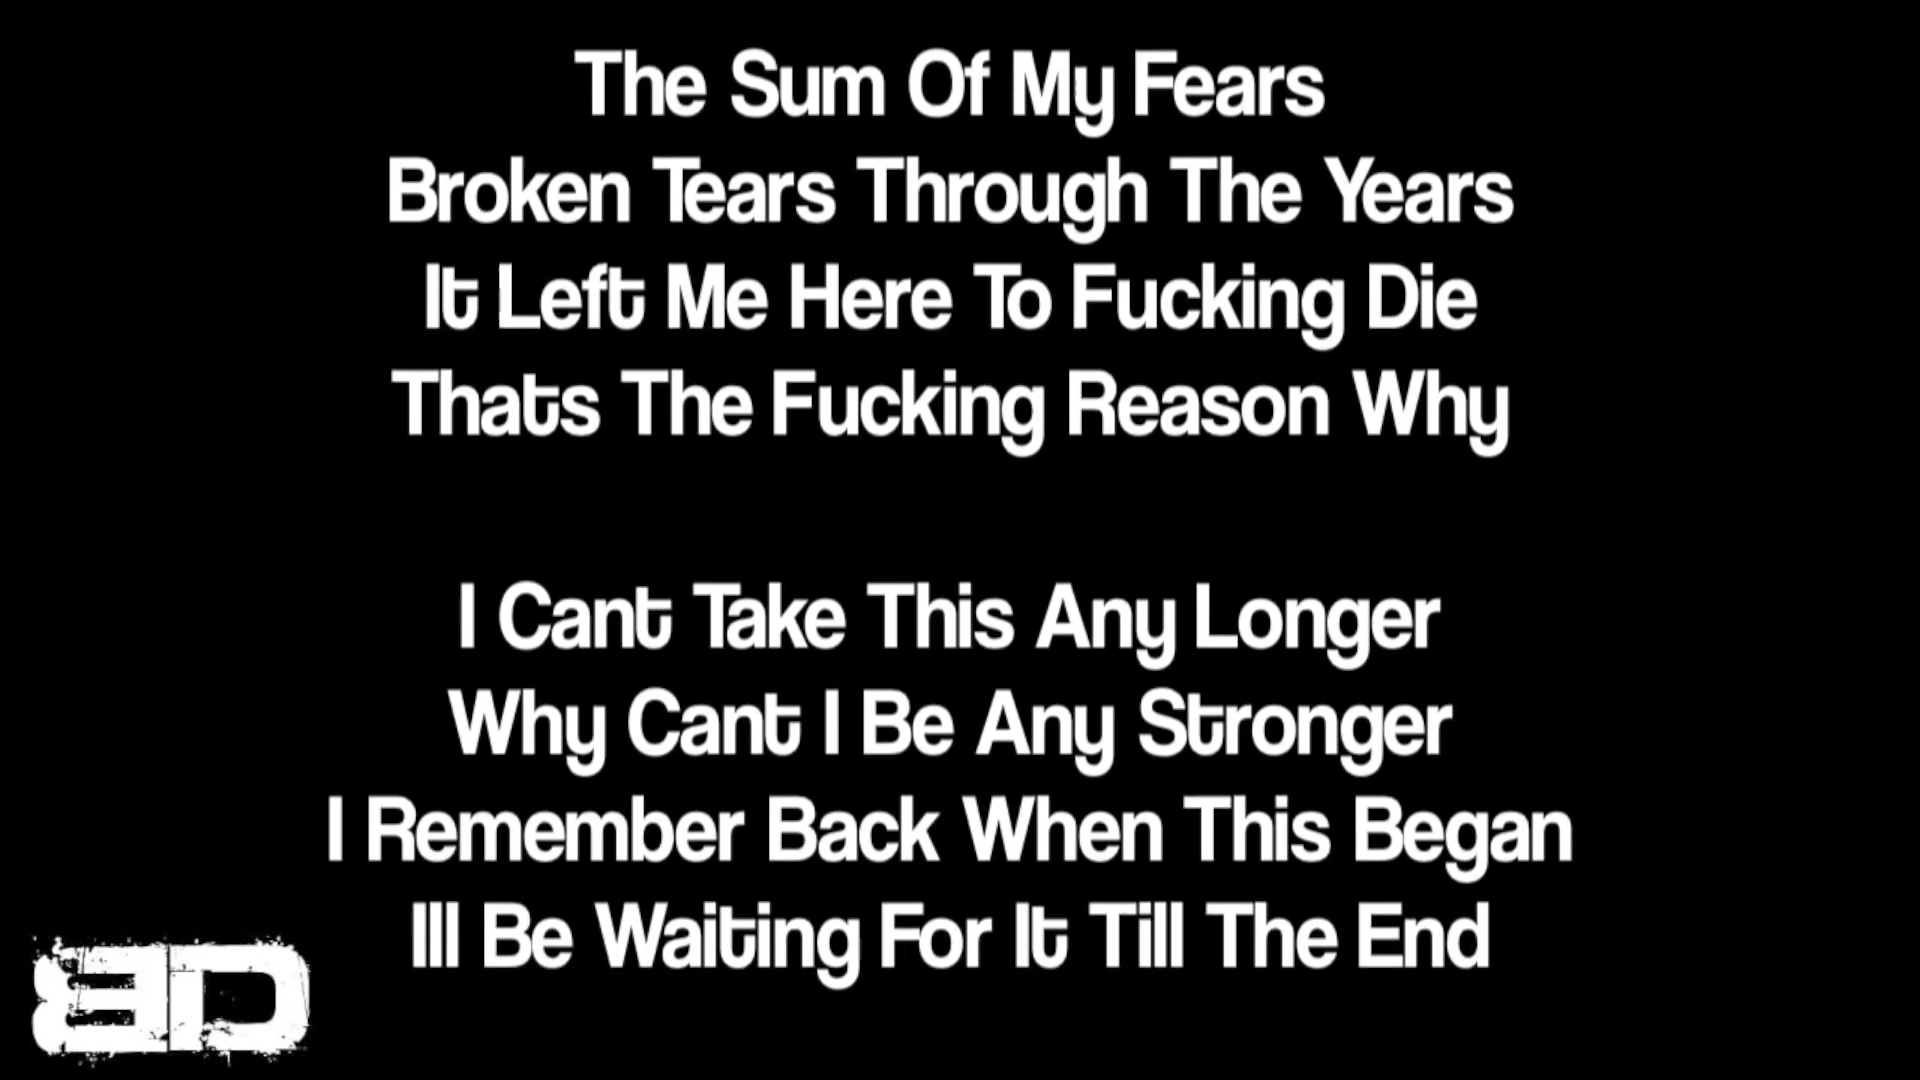 The Sum Of My Fears
Broken Tears Through The Years
It Left Me Here To Fucking Die
Thats The Fucking Reason Why
I Cant Take This Any Longer
Why Cant I Be Any Stronger
I Remember Back When This Began
Ill Be Waiting For It Till The End
BD